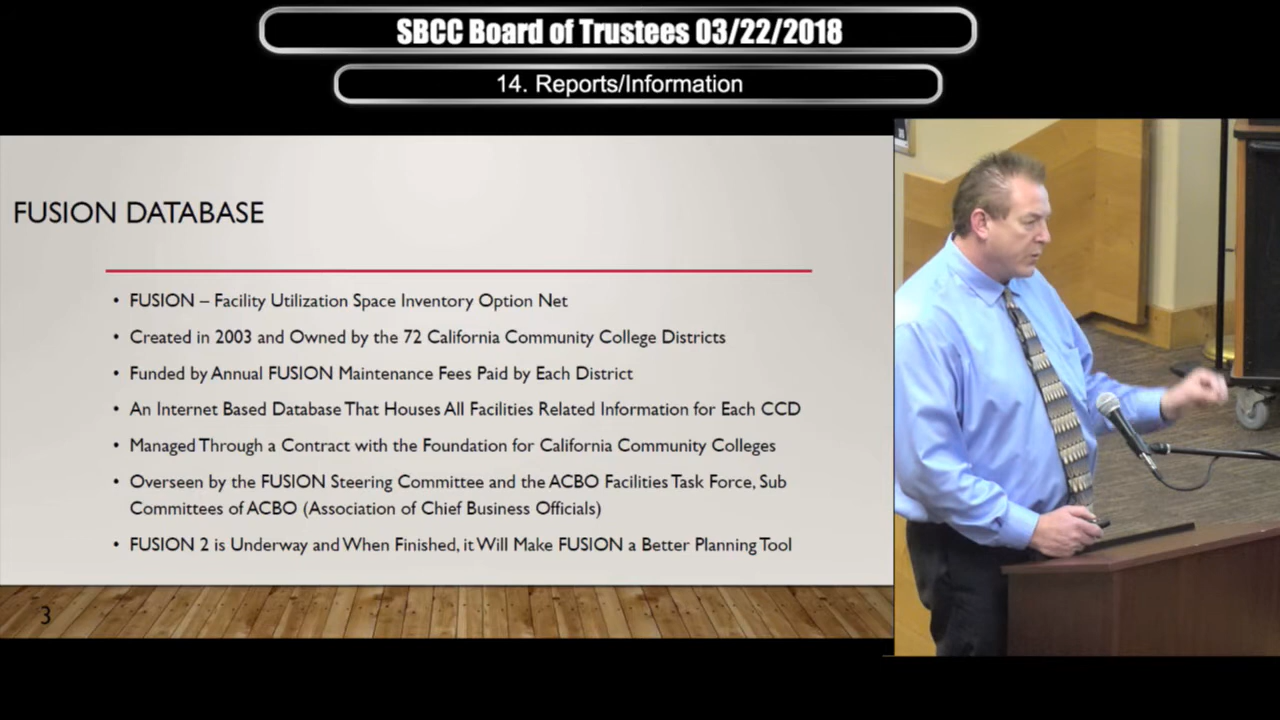 SBCC Board of Trustees 03/22/2018
14. Reports/Information
FUSION DATABASE
• FUSION – Facility Utilization Space Inventory Option Net
• Created in 2003 and Owned by the 72 California Community College Districts
• Funded by Annual FUSION Maintenance Fees Paid by Each District
• An Internet Based Database That Houses All Facilities Related Information for Each CCD
• Managed Through a Contract with the Foundation for California Community Colleges
• Overseen by the FUSION Steering Committee and the ACBO Facilities Task Force, Sub
Committees of ACBO (Association of Chief Business Officials)
• FUSION 2 is Underway and When Finished, it Will Make FUSION a Better Planning Tool
3